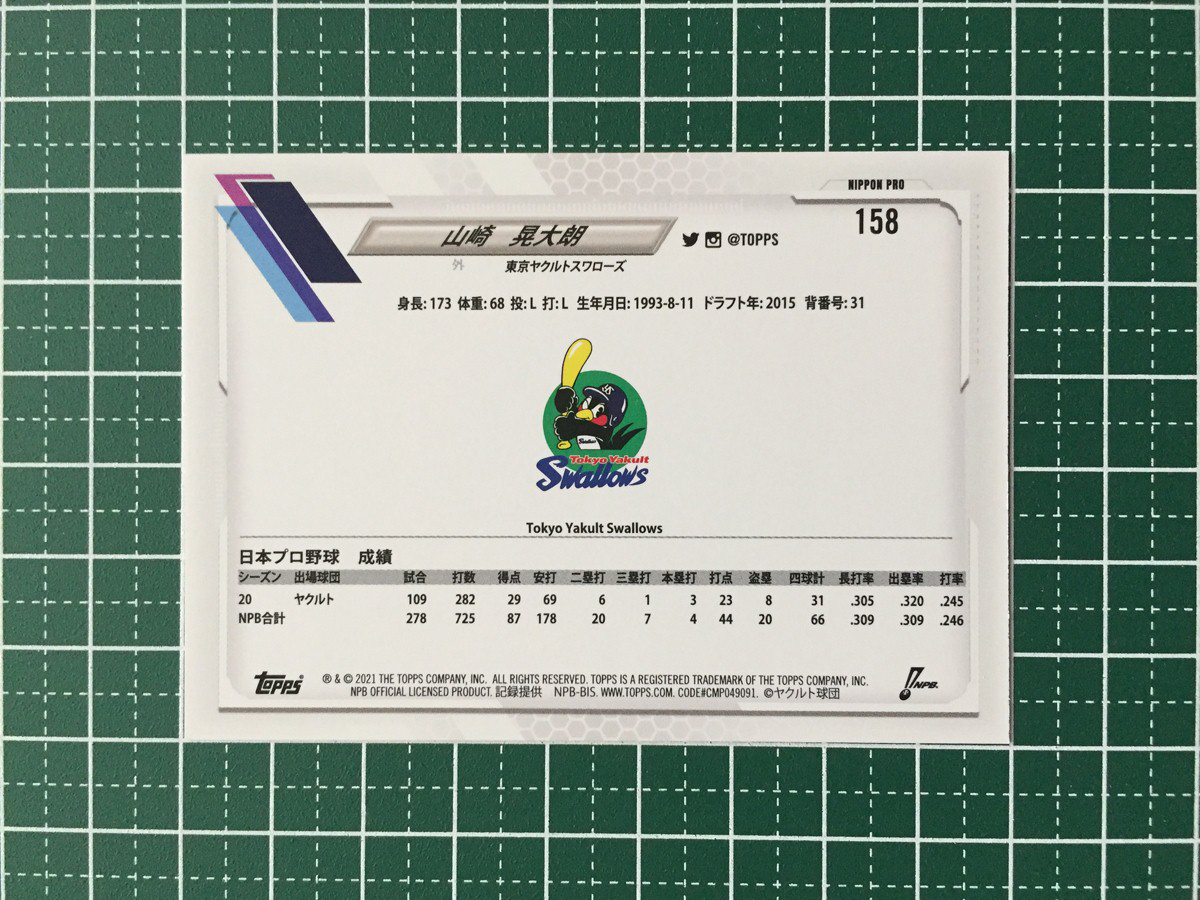 NIPPON PRO
158
山崎　晃大朗
@TOPPS
外 東京ヤクルトスワローズ
身長: 173 体重: 68 投: L 打: L 生年月日: 1993-8-11 ドラフト年: 2015 背番号: 31
Tokyo Yakult
Swallows
Tokyo Yakult Swallows
日本プロ野球　成績
シーズン 出場球団 試合 打数 得点 安打 二塁打 三塁打 本塁打 打点 盗塁 四球計 長打率 出塁率 打率
20 ヤクルト 109 282 29 69 6 1 3 23 8 31 .305 .320 .245
NPB合計 278 725 87 178 20 7 4 44 20 66 .309 .309 .246
topps
® & © 2021 THE TOPPS COMPANY, INC. ALL RIGHTS RESERVED. TOPPS IS A REGISTERED TRADEMARK OF THE TOPPS COMPANY, INC.
NPB OFFICIAL LICENSED PRODUCT. 記録提供　NPB-BIS. WWW.TOPPS.COM. CODE#CMP049091. ©ヤクルト球団
NPB.